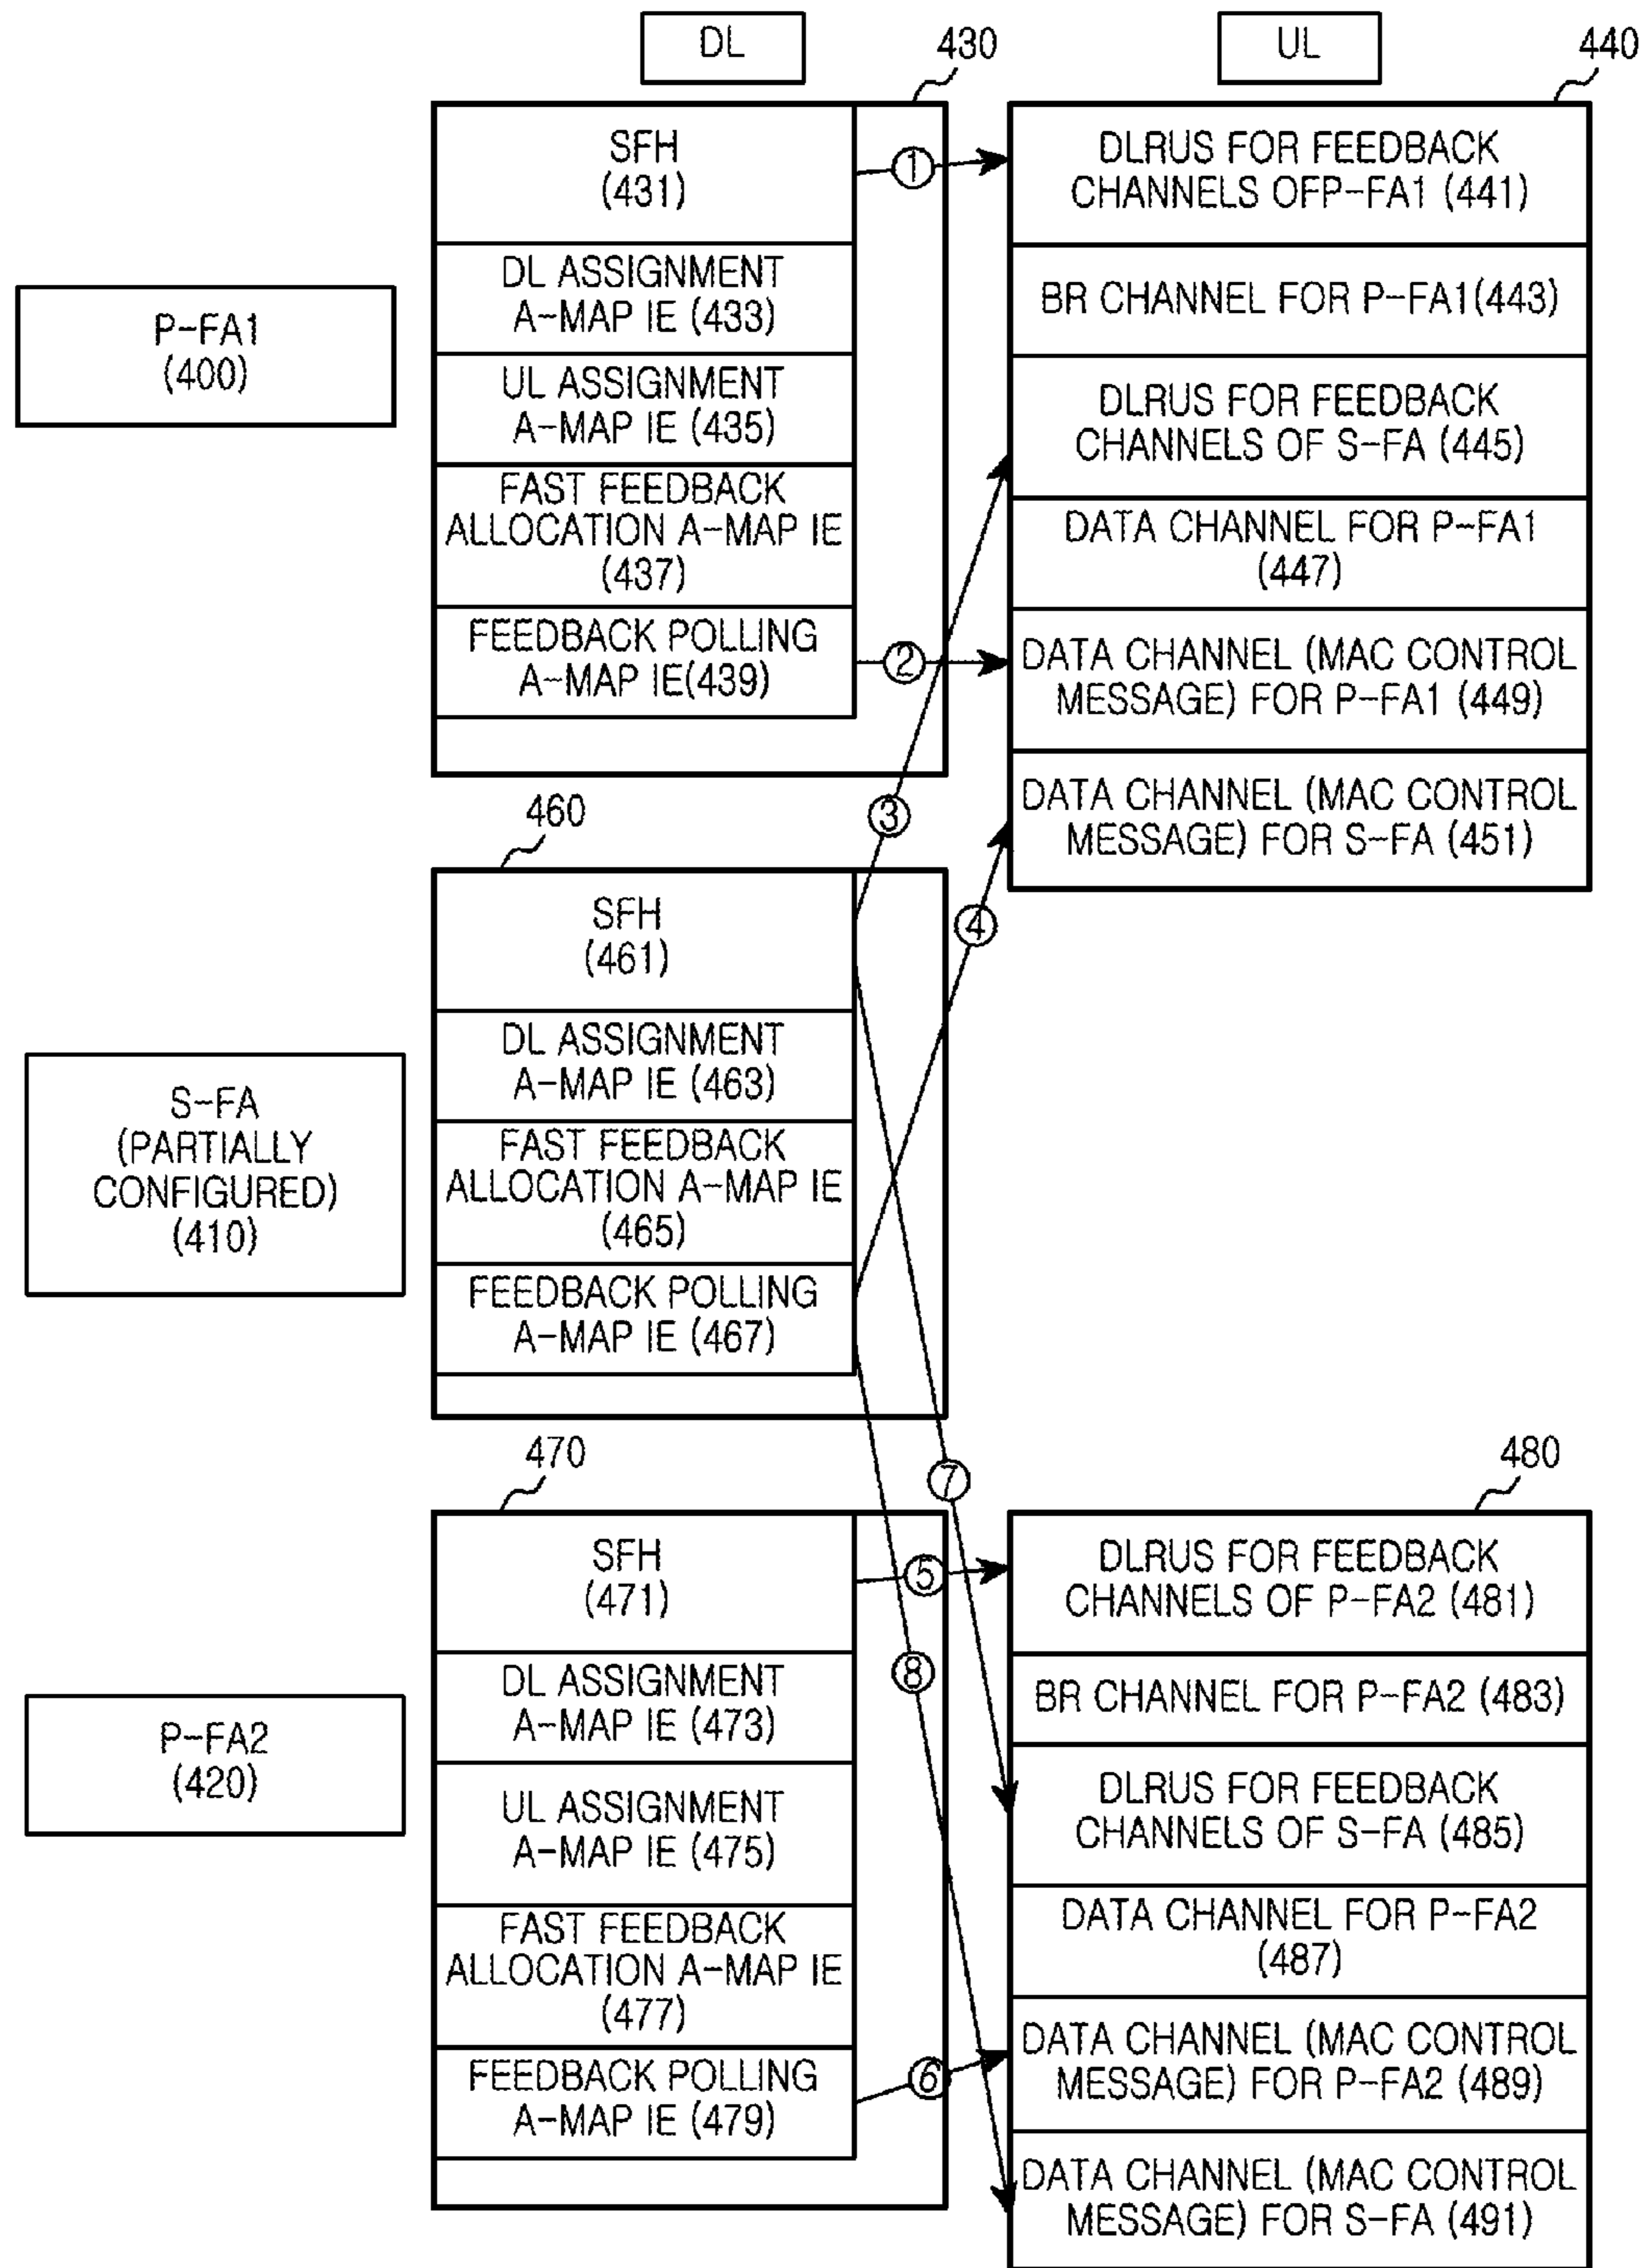 DL
430
UL
440
SFH
(431)
DL ASSIGNMENT
A-MAP IE (433)
UL ASSIGNMENT
A-MAP IE (435)
FAST FEEDBACK
ALLOCATION A-MAP IE
(437)
FEEDBACK POLLING
A-MAP IE(439)
P-FA1
(400)
①
②
③
④
DLRUS FOR FEEDBACK
CHANNELS OFP-FA1 (441)
BR CHANNEL FOR P-FA1(443)
DLRUS FOR FEEDBACK
CHANNELS OF S-FA (445)
DATA CHANNEL FOR P-FA1
(447)
DATA CHANNEL (MAC CONTROL
MESSAGE) FOR P-FA1 (449)
DATA CHANNEL (MAC CONTROL
MESSAGE) FOR S-FA (451)
460
S-FA
(PARTIALLY
CONFIGURED)
(410)
SFH
(461)
DL ASSIGNMENT
A-MAP IE (463)
FAST FEEDBACK
ALLOCATION A-MAP IE
(465)
FEEDBACK POLLING
A-MAP IE (467)
470
⑦
480
P-FA2
(420)
SFH
(471)
DL ASSIGNMENT
A-MAP IE (473)
UL ASSIGNMENT
A-MAP IE (475)
FAST FEEDBACK
ALLOCATION A-MAP IE
(477)
FEEDBACK POLLING
A-MAP IE (479)
⑤
⑧
⑥
DLRUS FOR FEEDBACK
CHANNELS OF P-FA2 (481)
BR CHANNEL FOR P-FA2 (483)
DLRUS FOR FEEDBACK
CHANNELS OF S-FA (485)
DATA CHANNEL FOR P-FA2
(487)
DATA CHANNEL (MAC CONTROL
MESSAGE) FOR P-FA2 (489)
DATA CHANNEL (MAC CONTROL
MESSAGE) FOR S-FA (491)